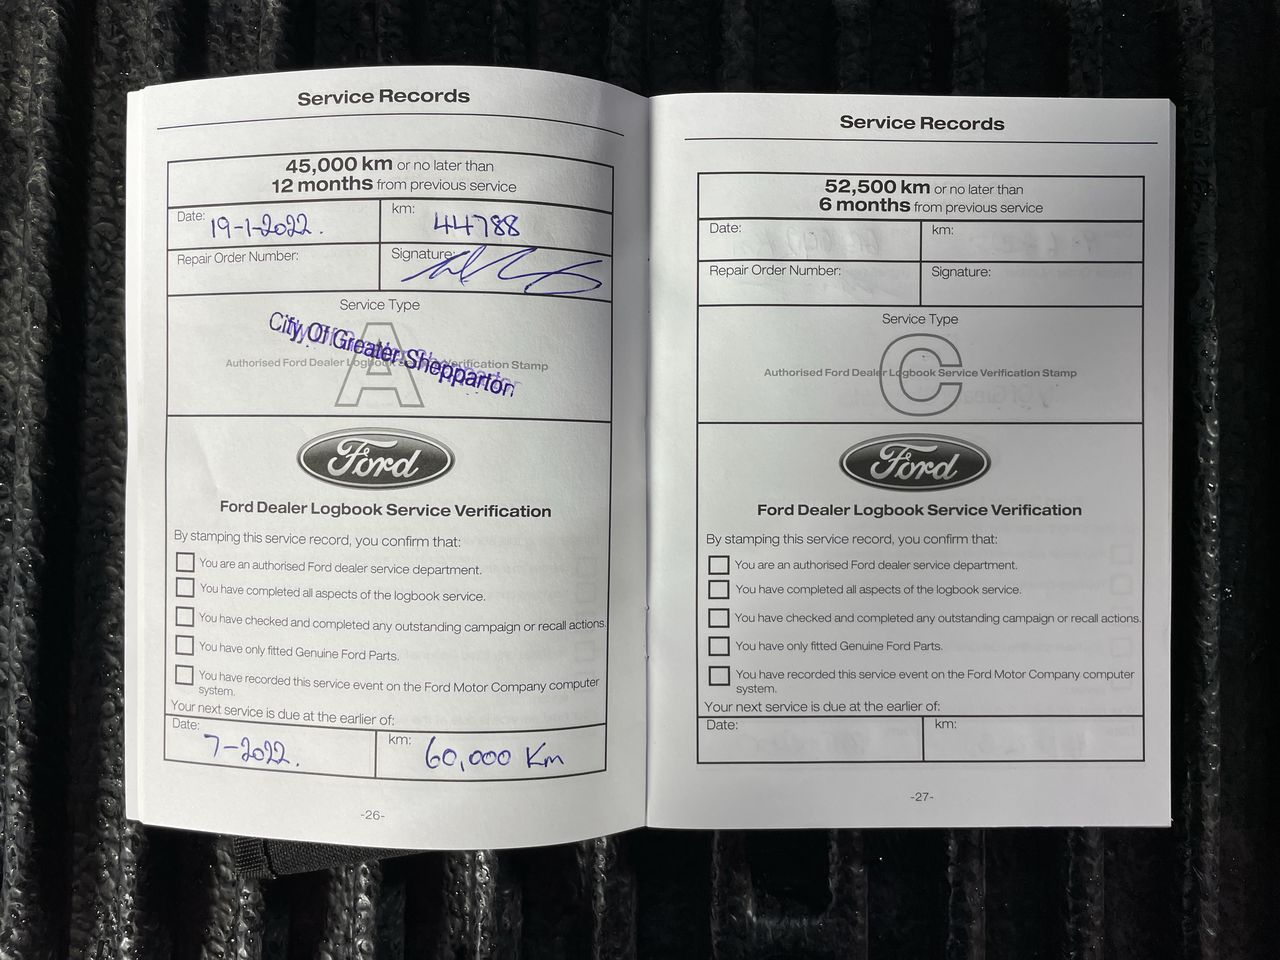 Service Records
45,000 km or no later than
12 months from previous service
Date: 19-1-2022.
km: 44788
Repair Order Number:
Signature:
Service Type
A
City Of Greater Shepparton
Authorised Ford Dealer Logbook Service Verification Stamp
Ford
Ford Dealer Logbook Service Verification
By stamping this service record, you confirm that:
You are an authorised Ford dealer service department.
You have completed all aspects of the logbook service.
You have checked and completed any outstanding campaign or recall actions.
You have only fitted Genuine Ford Parts.
You have recorded this service event on the Ford Motor Company computer
system.
Your next service is due at the earlier of:
Date: 7-2022.
km: 60,000 Km
-26-
Service Records
52,500 km or no later than
6 months from previous service
Date:
km:
Repair Order Number:
Signature:
Service Type
C
Authorised Ford Dealer Logbook Service Verification Stamp
Ford
Ford Dealer Logbook Service Verification
By stamping this service record, you confirm that:
You are an authorised Ford dealer service department.
You have completed all aspects of the logbook service.
You have checked and completed any outstanding campaign or recall actions.
You have only fitted Genuine Ford Parts.
You have recorded this service event on the Ford Motor Company computer
system.
Your next service is due at the earlier of:
Date:
km:
-27-